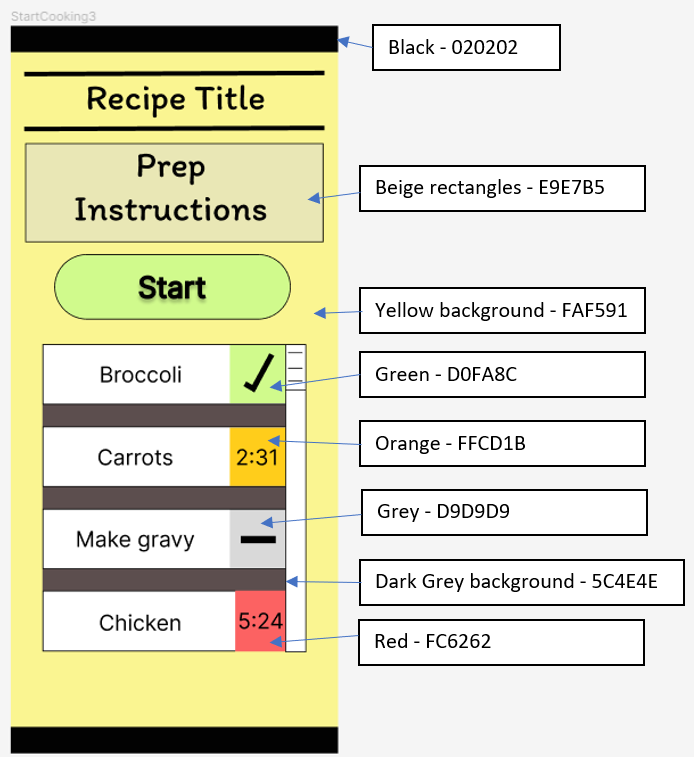 StartCooking3
Black - 020202
Recipe Title
Prep
Instructions
Beige rectangles - E9E7B5
Start
Yellow background - FAF591
Broccoli
Green - D0FA8C
Carrots 2:31
Orange - FFCD1B
Make gravy
Grey - D9D9D9
Dark Grey background - 5C4E4E
Chicken 5:24
Red - FC6262